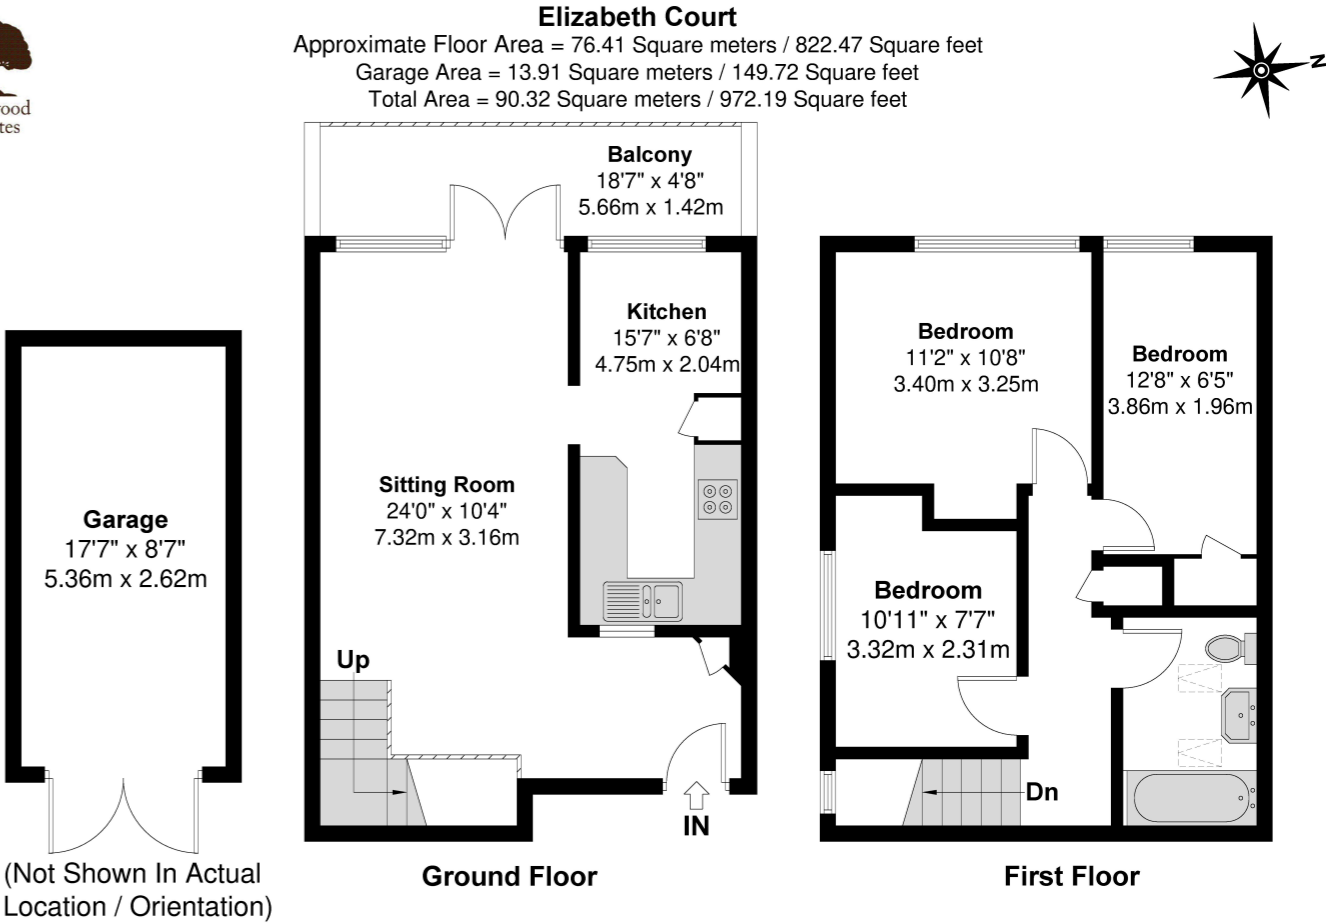 Elizabeth Court
Approximate Floor Area = 76.41 Square meters / 822.47 Square feet
Garage Area = 13.91 Square meters / 149.72 Square feet
Total Area = 90.32 Square meters / 972.19 Square feet
ood
tes
N
Balcony
18'7" x 4'8"
5.66m x 1.42m
Kitchen
15'7" x 6'8"
4.75m x 2.04m
Sitting Room
24'0" x 10'4"
7.32m x 3.16m
Up
IN
Ground Floor
Garage
17'7" x 8'7"
5.36m x 2.62m
(Not Shown In Actual
Location / Orientation)
Bedroom
11'2" x 10'8"
3.40m x 3.25m
Bedroom
12'8" x 6'5"
3.86m x 1.96m
Bedroom
10'11" x 7'7"
3.32m x 2.31m
Dn
First Floor